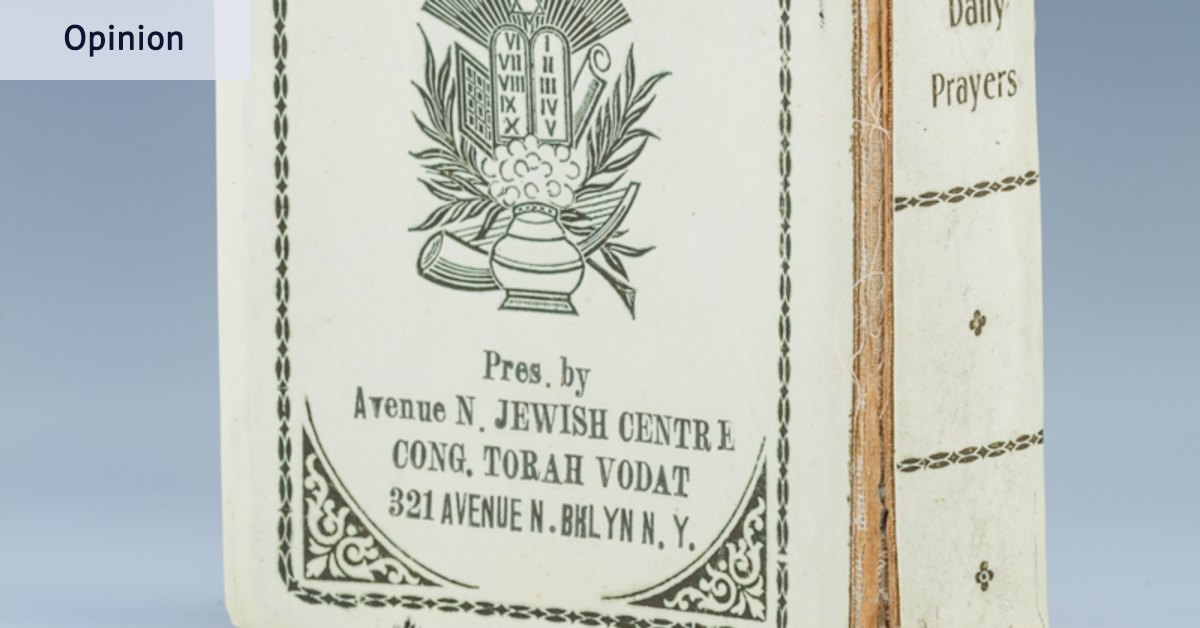 Opinion
VI I
VII II
VIII III
IX IV
X V
Pres. by
Avenue N. JEWISH CENTRE
CONG. TORAH VODAT
321 AVENUE N. BKLYN N. Y.
Daily
Prayers